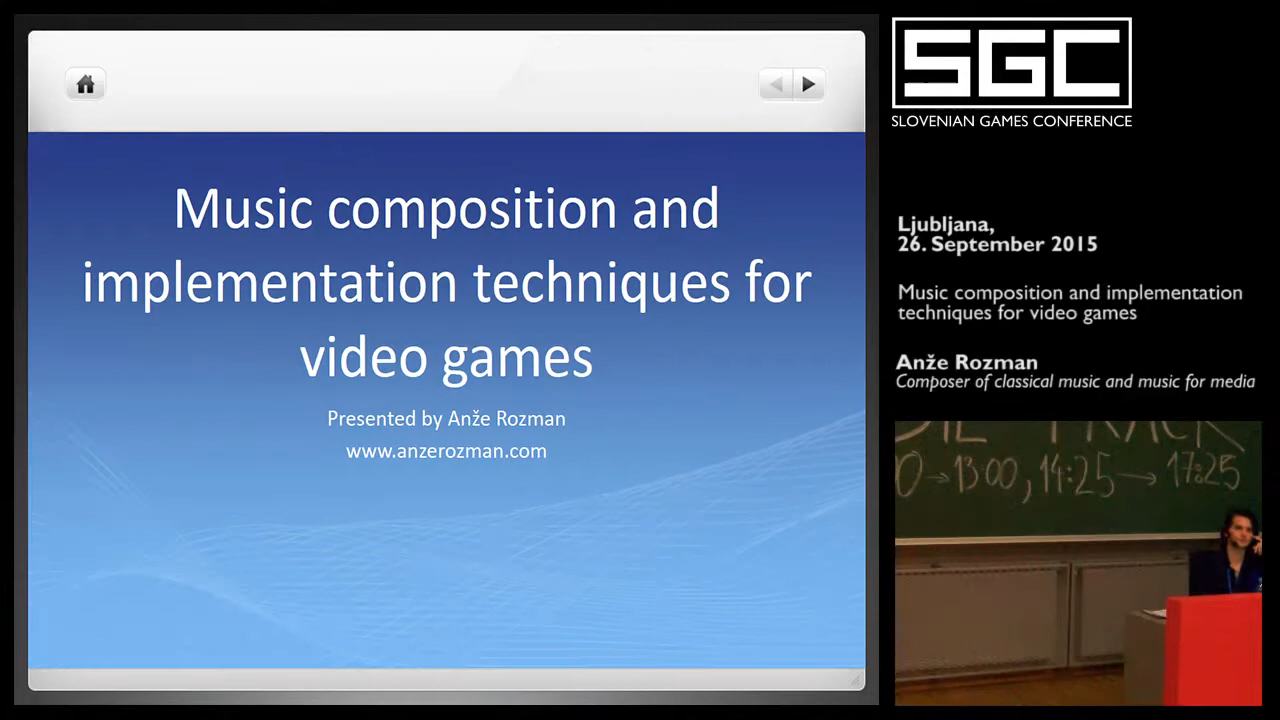 Music composition and
implementation techniques for
video games
Presented by Anže Rozman
www.anzerozman.com
SGC
SLOVENIAN GAMES CONFERENCE
Ljubljana,
26. September 2015
Music composition and implementation
techniques for video games
Anže Rozman
Composer of classical music and music for media
→ 13:00, 14:25 → 17:25